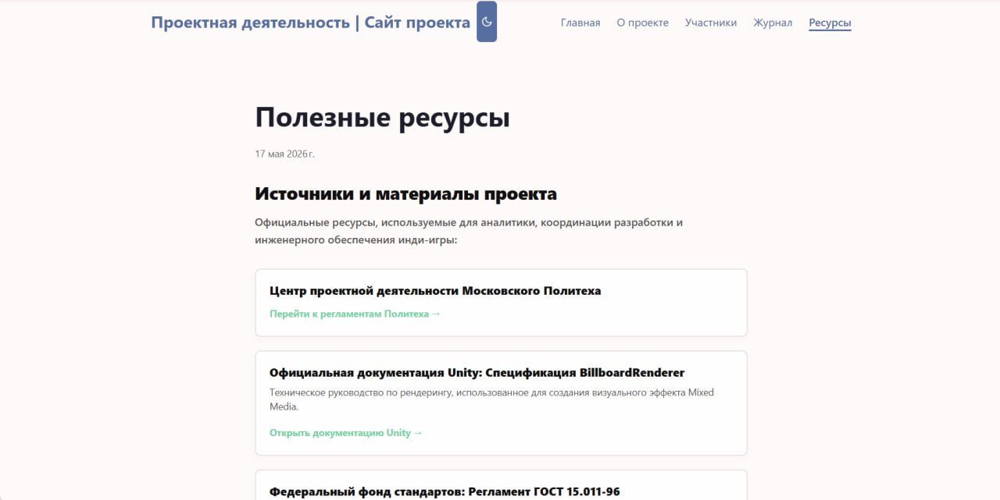 Проектная деятельность | Сайт проекта
Главная О проекте Участники Журнал Ресурсы
Полезные ресурсы
17 мая 2026 г.
Источники и материалы проекта
Официальные ресурсы, используемые для аналитики, координации разработки и
инженерного обеспечения инди-игры:
Центр проектной деятельности Московского Политеха
Перейти к регламентам Политеха →
Официальная документация Unity: Спецификация BillboardRenderer
Техническое руководство по рендерингу, использованное для создания визуального эффекта Mixed
Media.
Открыть документацию Unity →
Федеральный фонд стандартов: Регламент ГОСТ 15.011-96